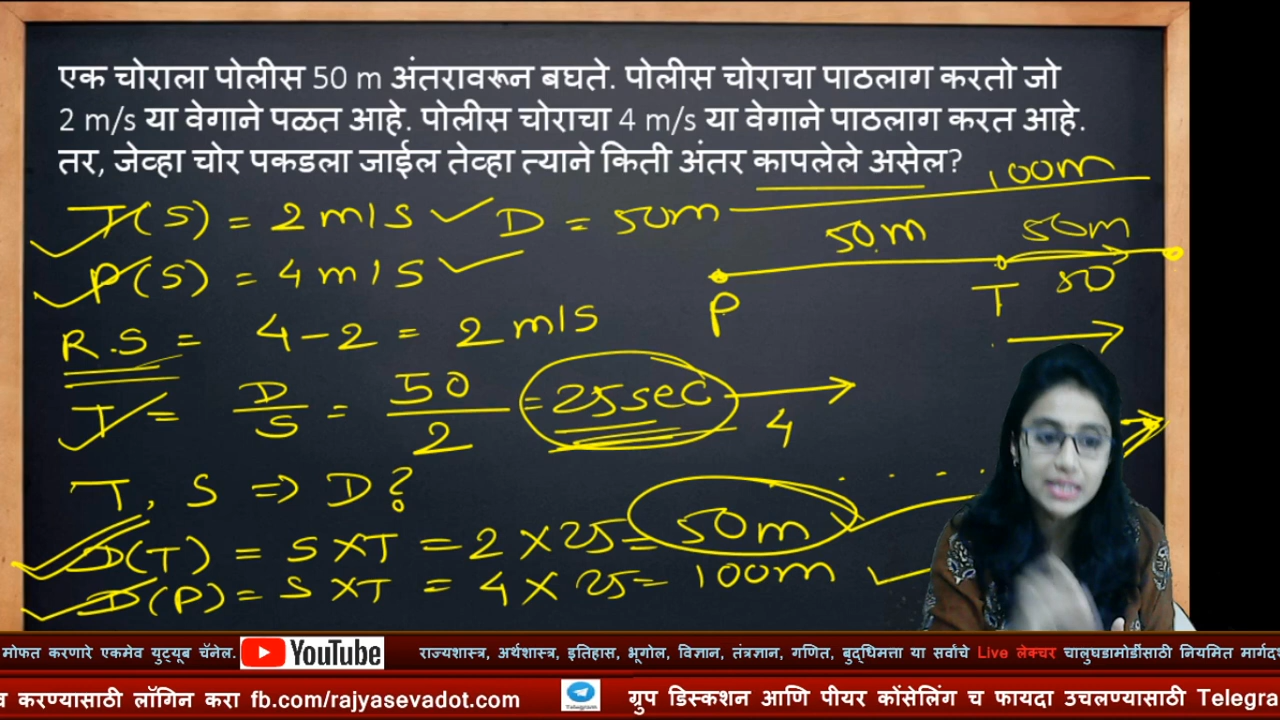 एक चोराला पोलीस 50 m अंतरावरून बघते. पोलीस चोराचा पाठलाग करतो जो
2 m/s या वेगाने पळत आहे. पोलीस चोराचा 4 m/s या वेगाने पाठलाग करत आहे.
तर, जेव्हा चोर पकडला जाईल तेव्हा त्याने किती अंतर कापलेले असेल?
100m
T(S) = 2 m/s D = 50m
50m 50m
P(S) = 4 m/s
P T 50
R.S = 4-2 = 2 m/s
T = D/S = 50/2 = 25sec
4
T, S ⇒ D?
D(T) = S×T = 2×25 = 50m
D(P) = S×T = 4×25 = 100m
मोफत करणारे एकमेव युट्यूब चॅनेल. YouTube राज्यशास्त्र, अर्थशास्त्र, इतिहास, भूगोल, विज्ञान, तंत्रज्ञान, गणित, बुद्धिमत्ता या सर्वाचे Live लेक्चर चालुघडामोडींसाठी नियमित मार्गद
व करण्यासाठी लॉगिन करा fb.com/rajyasevadot.com Telegram ग्रुप डिस्कशन आणि पीयर कोंसेलिंग च फायदा उचलण्यासाठी Telegra